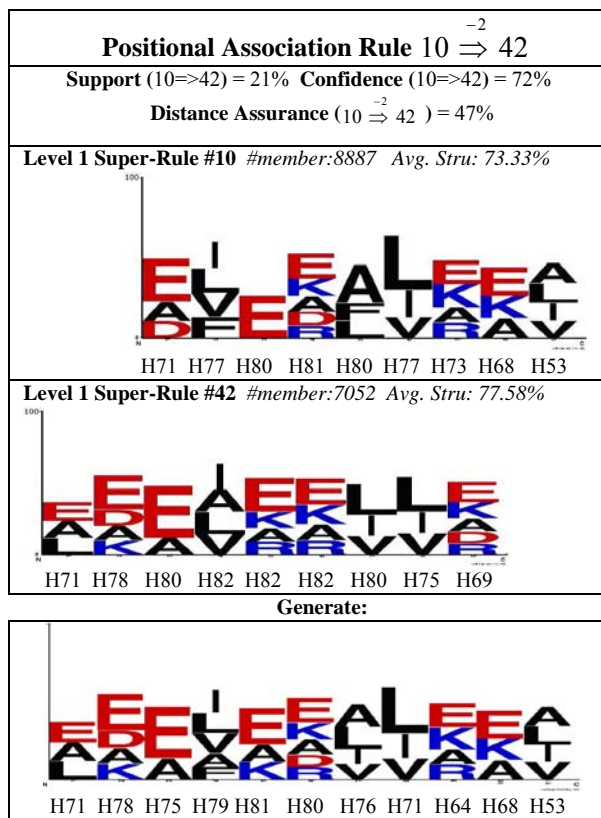 Positional Association Rule 10 ⇒ 42
-2
Support (10=>42) = 21% Confidence (10=>42) = 72%
Distance Assurance (10 ⇒ 42 ) = 47%
-2
Level 1 Super-Rule #10 #member:8887 Avg. Stru: 73.33%
100
E I E E A L E E A
A L K K K L
D V A L I A A I
F D V R V
R
N C
H71 H77 H80 H81 H80 H77 H73 H68 H53
Level 1 Super-Rule #42 #member:7052 Avg. Stru: 77.58%
100
E E E I E E L L E
A D A A K K I I K
L A L A A V V A
K V R R D
R
N
H71 H78 H80 H82 H82 H82 H80 H75 H69
Generate:
E E E I E E A L E E A
A D A L A K L I K K L
L A V K A I V A A I
K F D V R V
R
N
H71 H78 H75 H79 H81 H80 H76 H71 H64 H68 H53